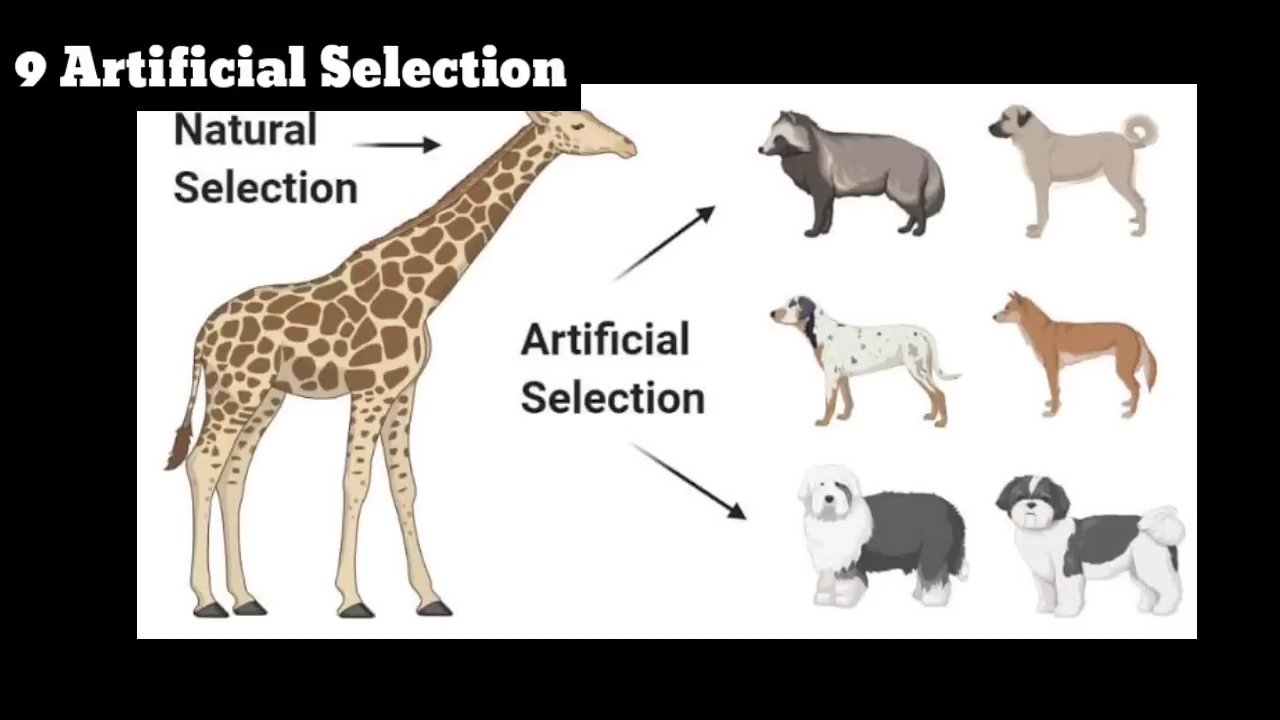 9 Artificial Selection
Natural
Selection
Artificial
Selection